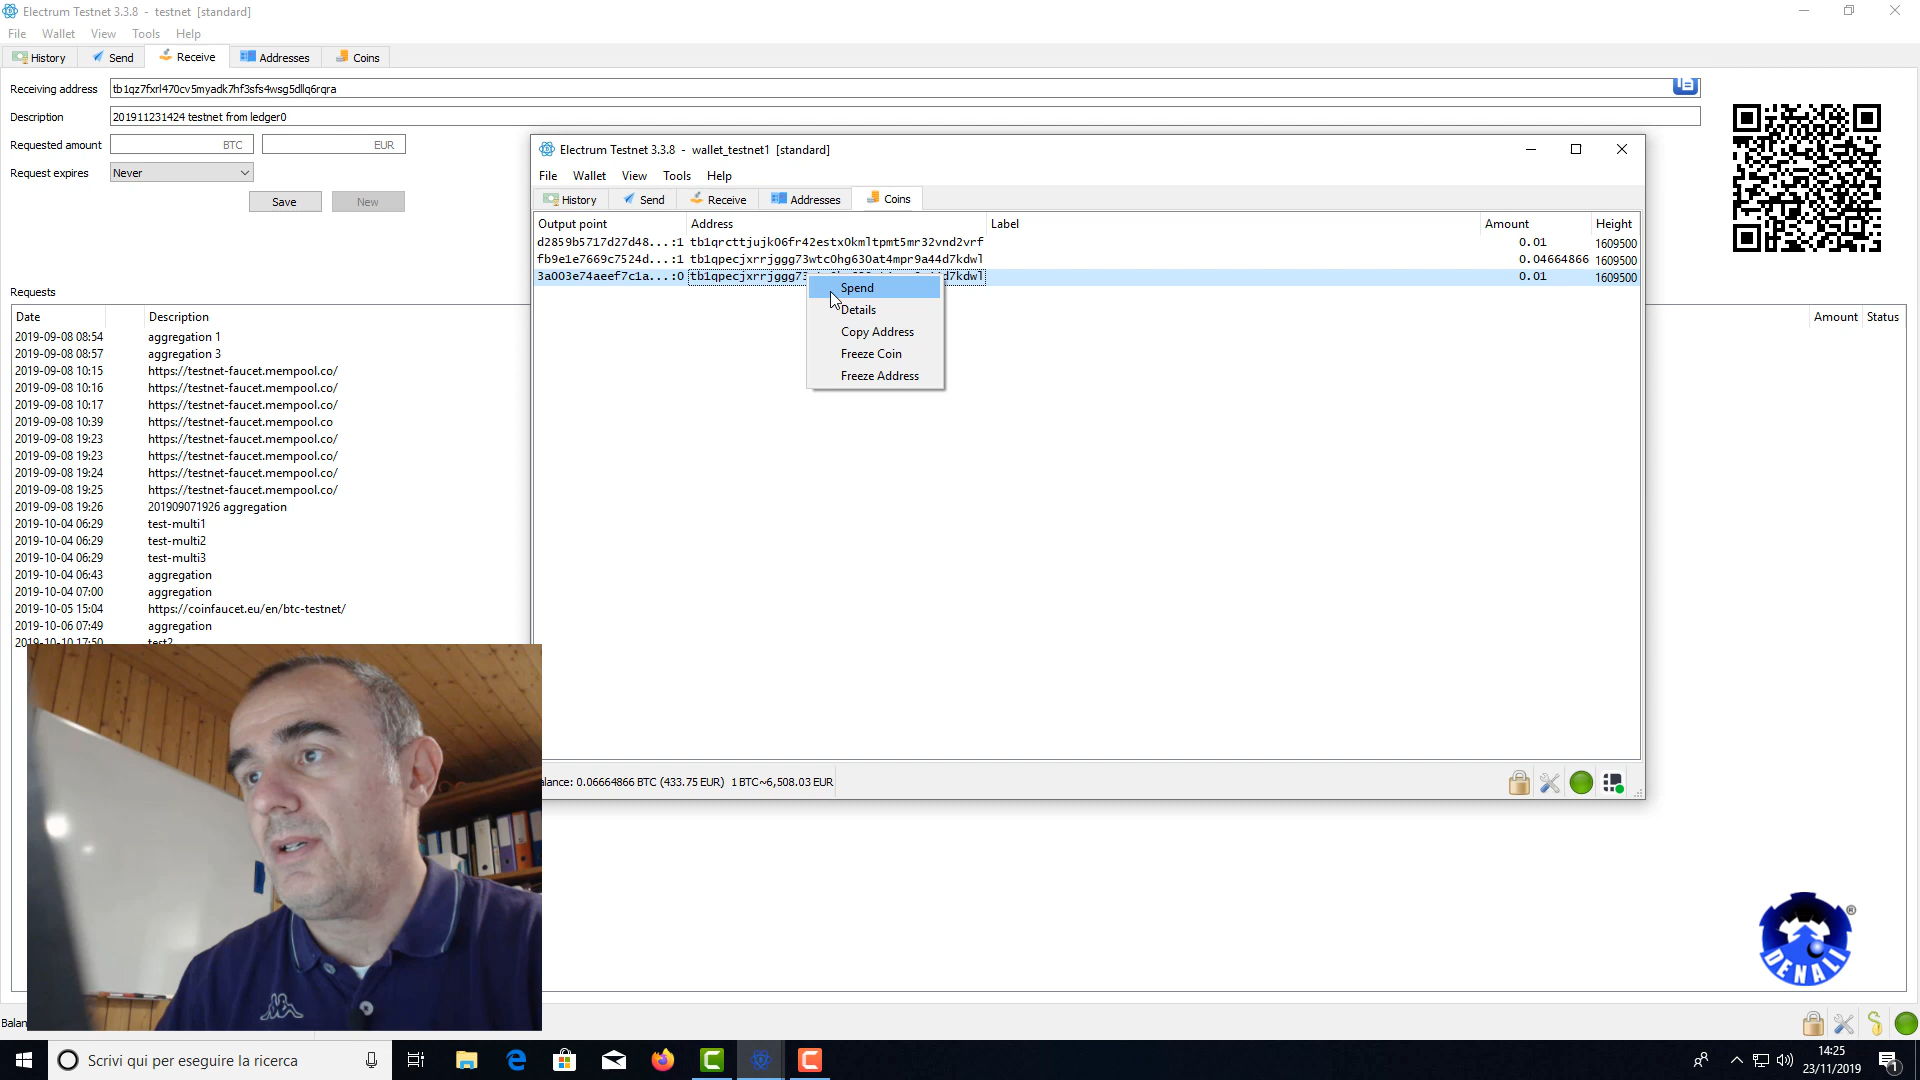 Electrum Testnet 3.3.8 - testnet [standard]
File Wallet View Tools Help
History Send Receive Addresses Coins
Receiving address tb1qz7fxrl470cv5myadk7hf3sfs4wsg5dllq6rqra
Description 201911231424 testnet from ledger0
Requested amount BTC EUR
Request expires Never
Save New
Requests
Date Description Amount Status
2019-09-08 08:54 aggregation 1
2019-09-08 08:57 aggregation 3
2019-09-08 10:15 https://testnet-faucet.mempool.co/
2019-09-08 10:16 https://testnet-faucet.mempool.co/
2019-09-08 10:17 https://testnet-faucet.mempool.co/
2019-09-08 10:39 https://testnet-faucet.mempool.co
2019-09-08 19:23 https://testnet-faucet.mempool.co/
2019-09-08 19:23 https://testnet-faucet.mempool.co/
2019-09-08 19:24 https://testnet-faucet.mempool.co/
2019-09-08 19:25 https://testnet-faucet.mempool.co/
2019-09-08 19:26 201909071926 aggregation
2019-10-04 06:29 test-multi1
2019-10-04 06:29 test-multi2
2019-10-04 06:29 test-multi3
2019-10-04 06:43 aggregation
2019-10-04 07:00 aggregation
2019-10-05 15:04 https://coinfaucet.eu/en/btc-testnet/
2019-10-06 07:49 aggregation
2019-10-10 17:50 test2
Electrum Testnet 3.3.8 - wallet_testnet1 [standard]
File Wallet View Tools Help
History Send Receive Addresses Coins
Output point Address Label Amount Height
d2859b5717d27d48...:1 tb1qrcttjujk06fr42estx0kmltpmt5mr32vnd2vrf 0.01 1609500
fb9e1e7669c7524d...:1 tb1qpecjxrrjggg73wtc0hg630at4mpr9a44d7kdwl 0.04664866 1609500
3a003e74aeef7c1a...:0 tb1qpecjxrrjggg73 d7kdwl 0.01 1609500
Spend
Details
Copy Address
Freeze Coin
Freeze Address
alance: 0.06664866 BTC (433.75 EUR) 1 BTC~6,508.03 EUR
DENALI ®
Balan
Scrivi qui per eseguire la ricerca
14:25
23/11/2019
1